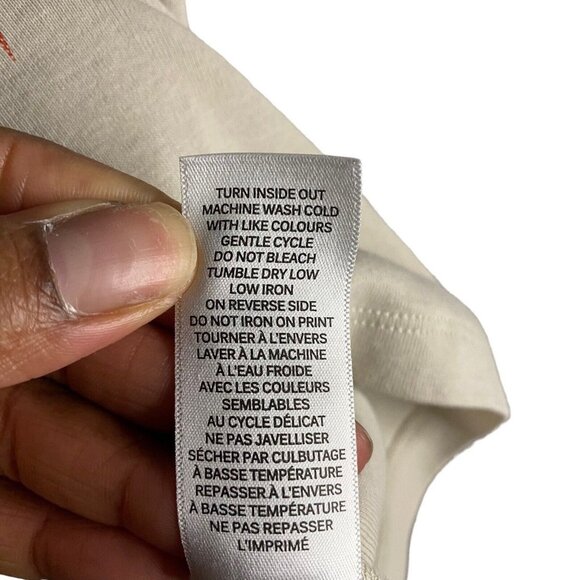 TURN INSIDE OUT
MACHINE WASH COLD
WITH LIKE COLOURS
GENTLE CYCLE
DO NOT BLEACH
TUMBLE DRY LOW
LOW IRON
ON REVERSE SIDE
DO NOT IRON ON PRINT
TOURNER À L'ENVERS
LAVER À LA MACHINE
À L'EAU FROIDE
AVEC LES COULEURS
SEMBLABLES
AU CYCLE DÉLICAT
NE PAS JAVELLISER
SÉCHER PAR CULBUTAGE
À BASSE TEMPÉRATURE
REPASSER À L'ENVERS
À BASSE TEMPÉRATURE
NE PAS REPASSER
L'IMPRIMÉ